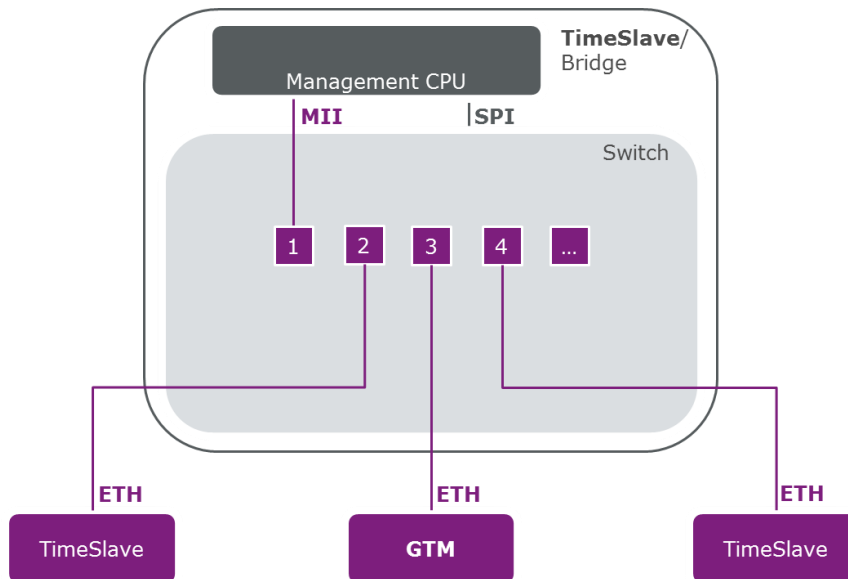 TimeSlave/
Bridge
Management CPU
MII
SPI
Switch
1 2 3 4 ...
ETH ETH ETH
TimeSlave GTM TimeSlave